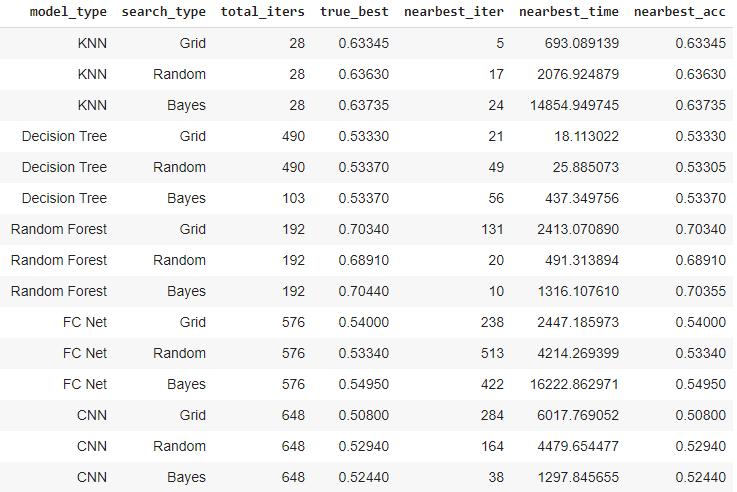 model_type search_type total_iters true_best nearbest_iter nearbest_time nearbest_acc
KNN Grid 28 0.63345 5 693.089139 0.63345
KNN Random 28 0.63630 17 2076.924879 0.63630
KNN Bayes 28 0.63735 24 14854.949745 0.63735
Decision Tree Grid 490 0.53330 21 18.113022 0.53330
Decision Tree Random 490 0.53370 49 25.885073 0.53305
Decision Tree Bayes 103 0.53370 56 437.349756 0.53370
Random Forest Grid 192 0.70340 131 2413.070890 0.70340
Random Forest Random 192 0.68910 20 491.313894 0.68910
Random Forest Bayes 192 0.70440 10 1316.107610 0.70355
FC Net Grid 576 0.54000 238 2447.185973 0.54000
FC Net Random 576 0.53340 513 4214.269399 0.53340
FC Net Bayes 576 0.54950 422 16222.862971 0.54950
CNN Grid 648 0.50800 284 6017.769052 0.50800
CNN Random 648 0.52940 164 4479.654477 0.52940
CNN Bayes 648 0.52440 38 1297.845655 0.52440